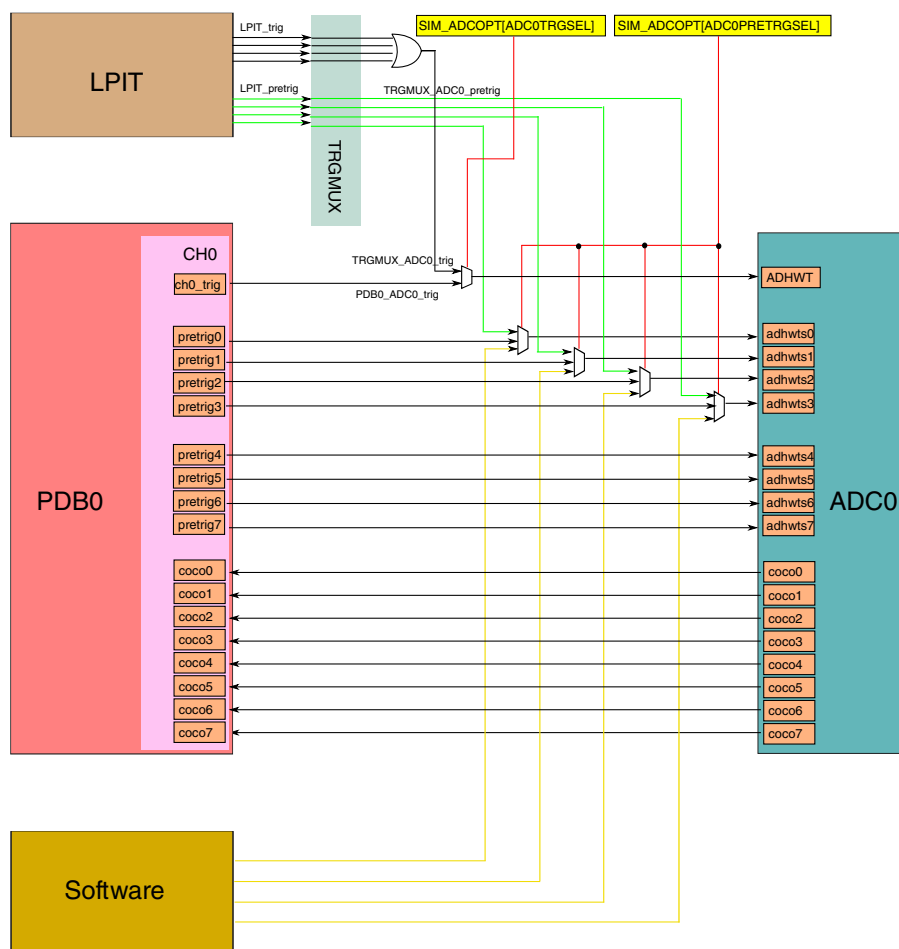 LPIT_trig
SIM_ADCOPT[ADC0TRGSEL]
SIM_ADCOPT[ADC0PRETRGSEL]
LPIT
LPIT_pretrig
TRGMUX_ADC0_pretrig
TRGMUX
CH0
TRGMUX_ADC0_trig
ch0_trig
PDB0_ADC0_trig
ADHWT
pretrig0
adhwts0
pretrig1
adhwts1
pretrig2
adhwts2
pretrig3
adhwts3
pretrig4
adhwts4
pretrig5
adhwts5
PDB0
ADC0
pretrig6
adhwts6
pretrig7
adhwts7
coco0
coco0
coco1
coco1
coco2
coco2
coco3
coco3
coco4
coco4
coco5
coco5
coco6
coco6
coco7
coco7
Software